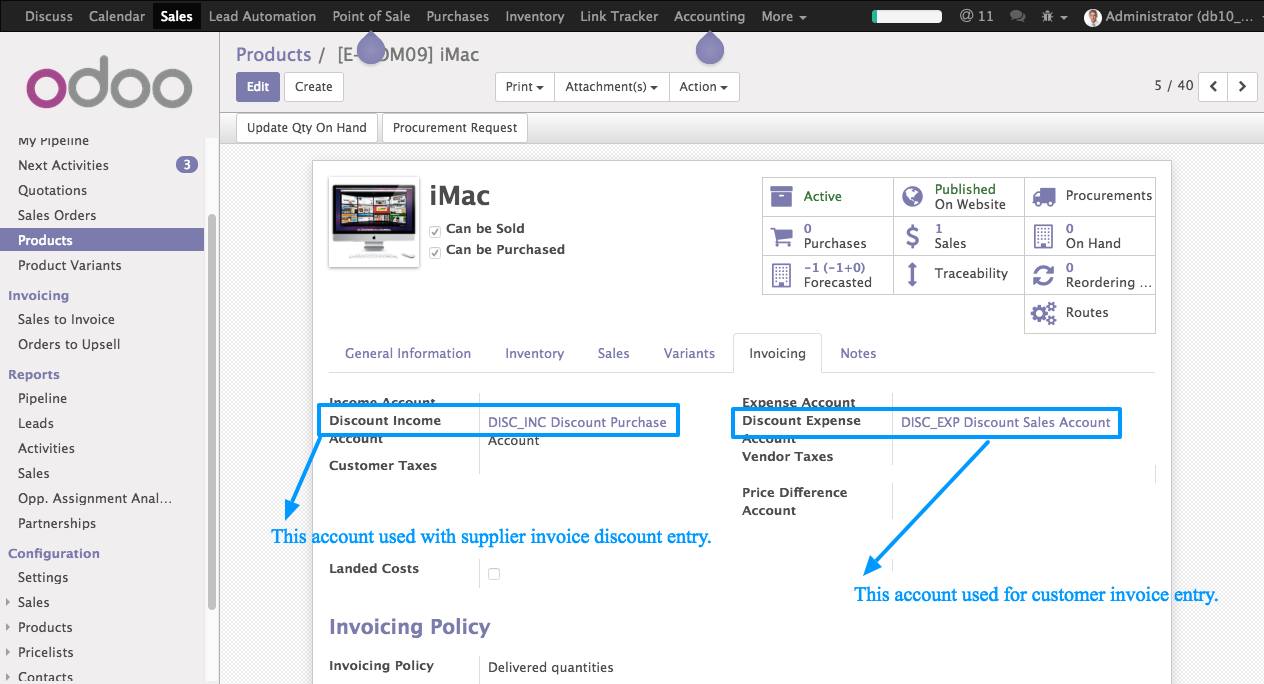 Discuss Calendar Sales Lead Automation Point of Sale Purchases Inventory Link Tracker Accounting More @ 11 Administrator (db10_...
odoo
My Pipeline
Next Activities 3
Quotations
Sales Orders
Products
Product Variants
Invoicing
Sales to Invoice
Orders to Upsell
Reports
Pipeline
Leads
Activities
Sales
Opp. Assignment Anal...
Partnerships
Configuration
Settings
Sales
Products
Pricelists
Contacts
Products / [E- OM09] iMac
Edit Create Print Attachment(s) Action 5 / 40
Update Qty On Hand Procurement Request
iMac
Can be Sold
Can be Purchased
Active
Published
On Website
Procurements
0
Purchases
1
Sales
0
On Hand
-1 (-1+0)
Forecasted
Traceability
0
Reordering ...
Routes
General Information Inventory Sales Variants Invoicing Notes
Income Account
Discount Income DISC_INC Discount Purchase
Account Account
Customer Taxes
Expense Account
Discount Expense DISC_EXP Discount Sales Account
Account
Vendor Taxes
Price Difference
Account
This account used with supplier invoice discount entry.
Landed Costs
This account used for customer invoice entry.
Invoicing Policy
Invoicing Policy Delivered quantities